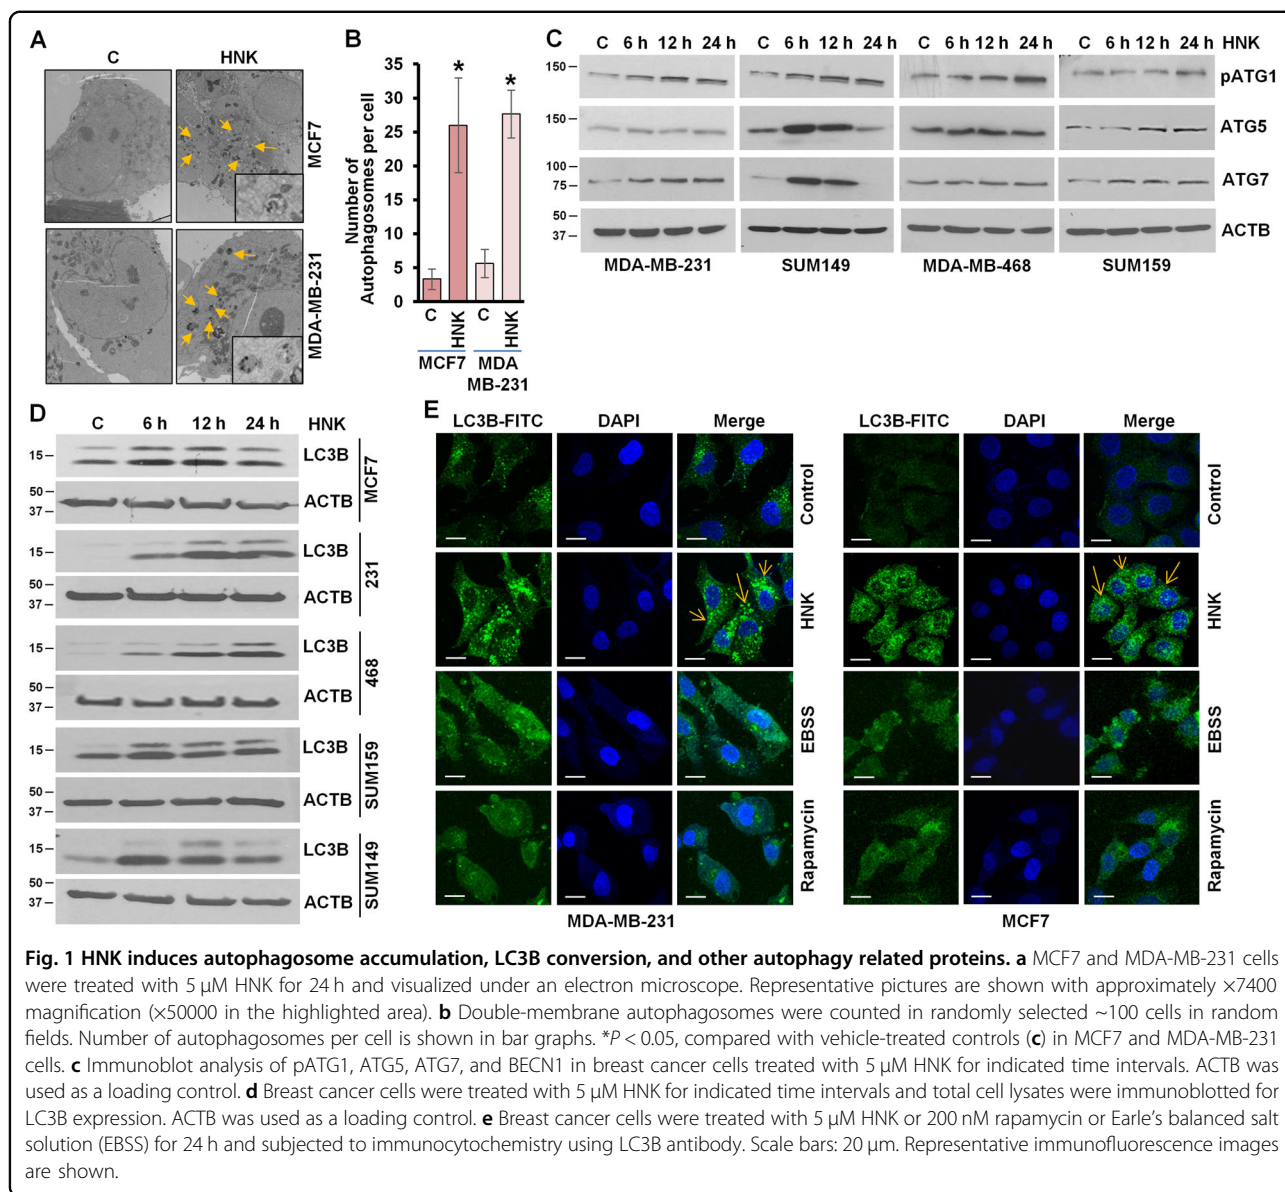 A
C HNK
MCF7
MDA-MB-231
B
Number of
Autophagosomes per cell
35
30
25
20
15
10
5
0
* *
C HNK C HNK
MCF7 MDA
MB-231
C
C 6 h 12 h 24 h C 6 h 12 h 24 h C 6 h 12 h 24 h C 6 h 12 h 24 h HNK
150 150 pATG1
150 150 ATG5
100
75 ATG7
50
37 ACTB
MDA-MB-231 SUM149 MDA-MB-468 SUM159
D
C 6 h 12 h 24 h HNK
15 LC3B
50
37 ACTB
MCF7
15 LC3B
50
37 ACTB
231
15 LC3B
50
37 ACTB
468
15 LC3B
50
37 ACTB
SUM159
15 LC3B
50
37 ACTB
SUM149
E
LC3B-FITC DAPI Merge LC3B-FITC DAPI Merge
Control Control
HNK HNK
EBSS EBSS
Rapamycin Rapamycin
MDA-MB-231 MCF7
Fig. 1 HNK induces autophagosome accumulation, LC3B conversion, and other autophagy related proteins. a MCF7 and MDA-MB-231 cells
were treated with 5 µM HNK for 24 h and visualized under an electron microscope. Representative pictures are shown with approximately ×7400
magnification (×50000 in the highlighted area). b Double-membrane autophagosomes were counted in randomly selected ~100 cells in random
fields. Number of autophagosomes per cell is shown in bar graphs. *P < 0.05, compared with vehicle-treated controls (c) in MCF7 and MDA-MB-231
cells. c Immunoblot analysis of pATG1, ATG5, ATG7, and BECN1 in breast cancer cells treated with 5 µM HNK for indicated time intervals. ACTB was
used as a loading control. d Breast cancer cells were treated with 5 µM HNK for indicated time intervals and total cell lysates were immunoblotted for
LC3B expression. ACTB was used as a loading control. e Breast cancer cells were treated with 5 µM HNK or 200 nM rapamycin or Earle's balanced salt
solution (EBSS) for 24 h and subjected to immunocytochemistry using LC3B antibody. Scale bars: 20 µm. Representative immunofluorescence images
are shown.